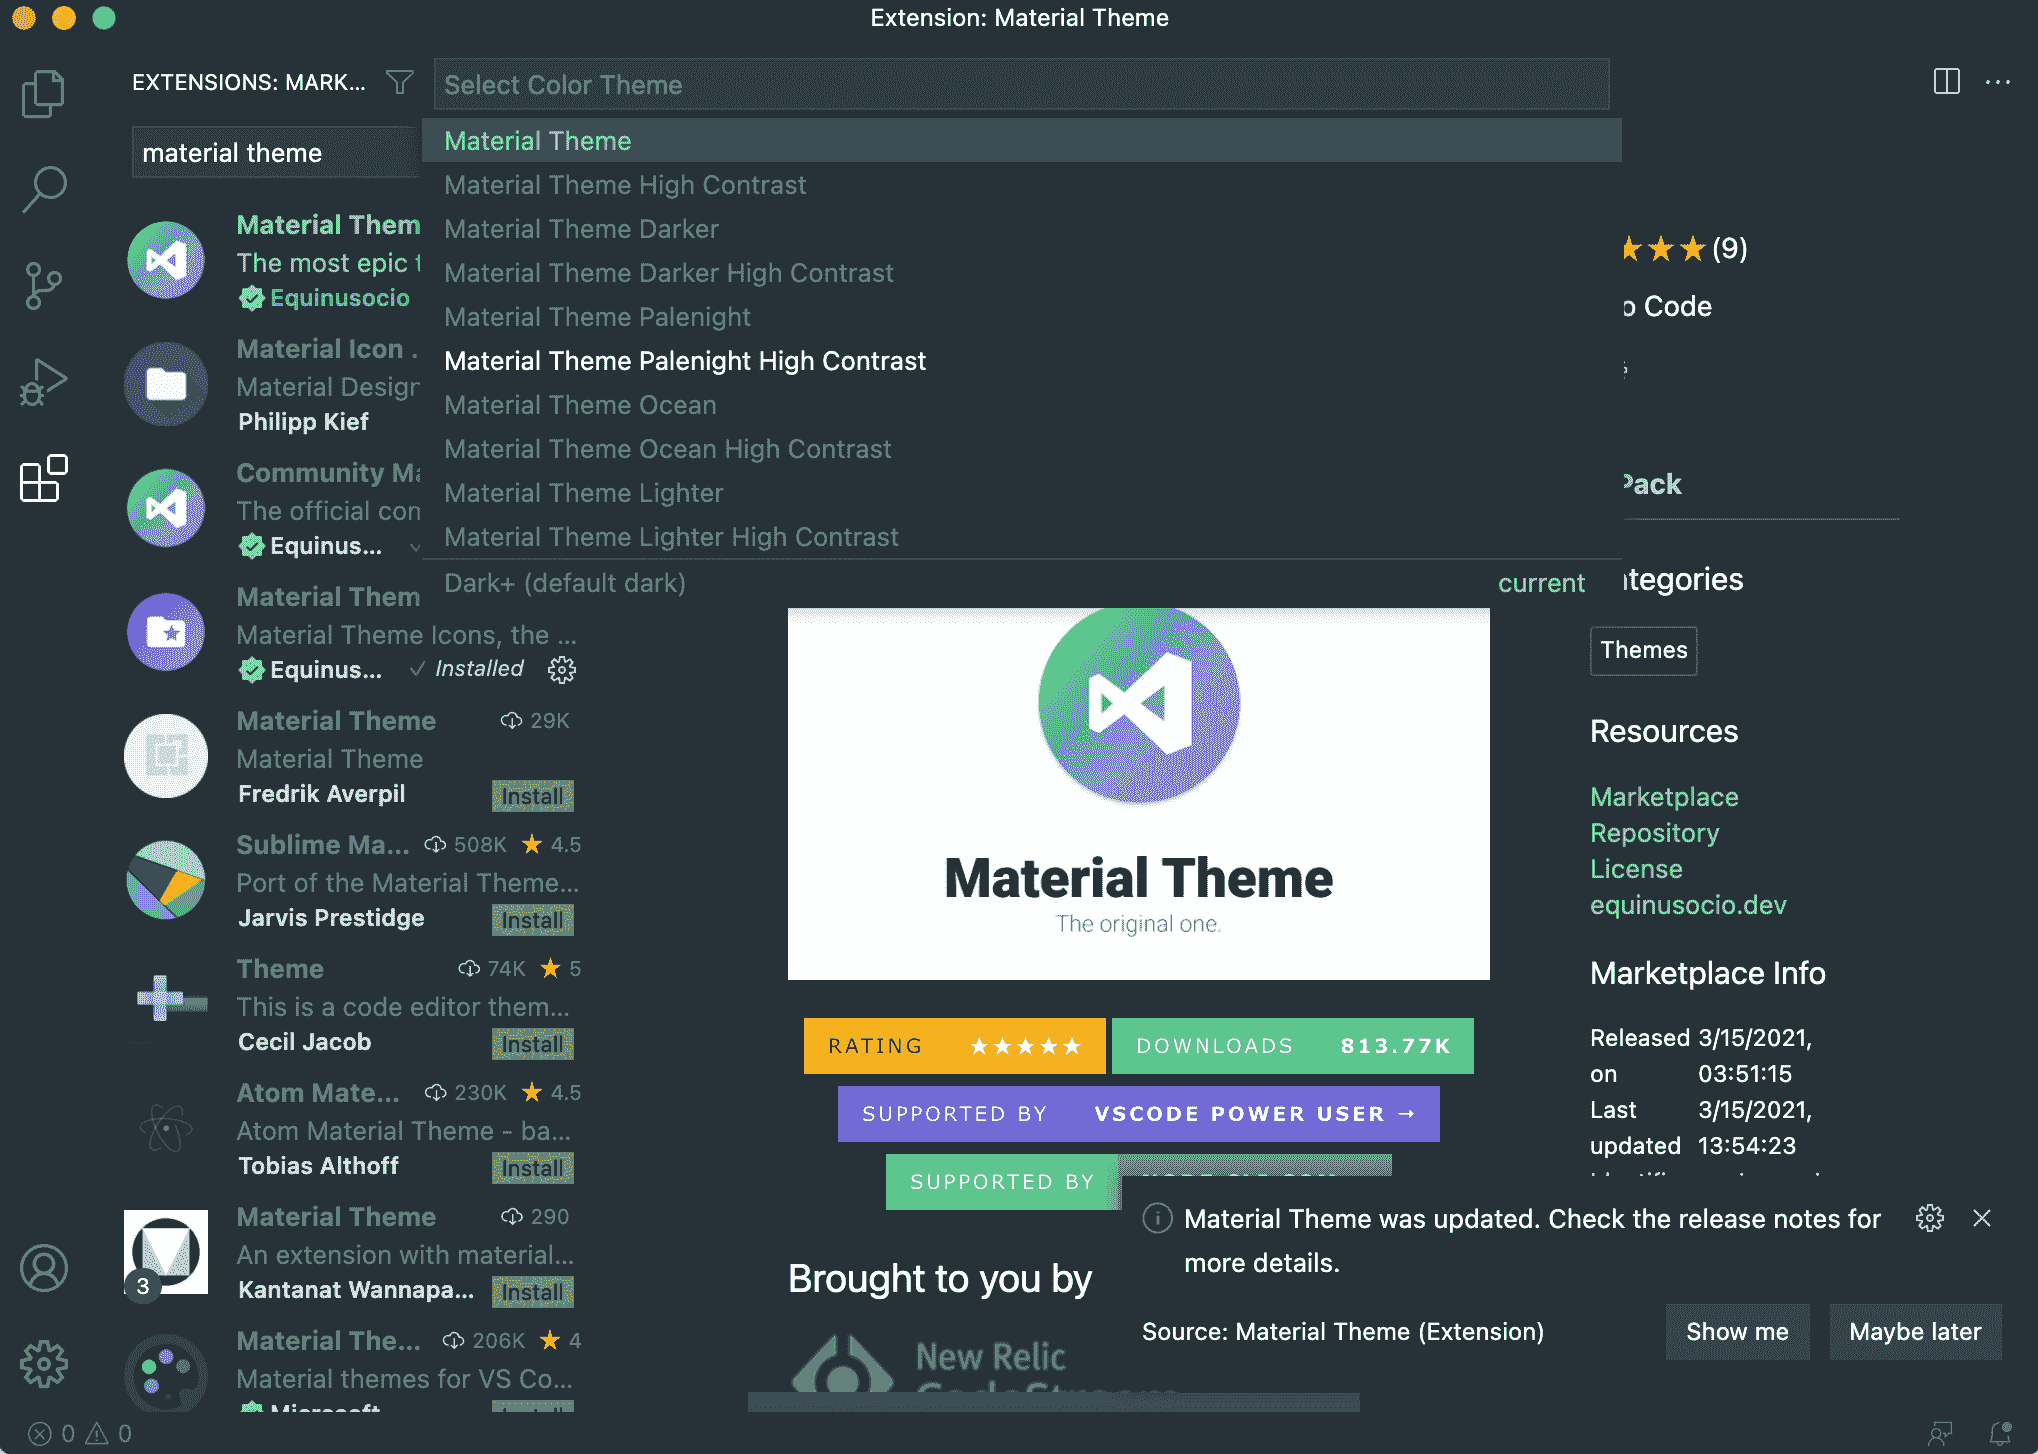 Extension: Material Theme
EXTENSIONS: MARK...
material theme
Material Them
The most epic t
Equinusocio
Material Icon .
Material Design
Philipp Kief
Community Ma
The official con
Equinus...
Material Them
Material Theme Icons, the ...
Equinus... Installed
Material Theme 29K
Material Theme
Fredrik Averpil Install
Sublime Ma... 508K 4.5
Port of the Material Theme...
Jarvis Prestidge Install
Theme 74K 5
This is a code editor them...
Cecil Jacob Install
Atom Mate... 230K 4.5
Atom Material Theme - ba...
Tobias Althoff Install
Material Theme 290
An extension with material...
Kantanat Wannapa... Install
3
Material The... 206K 4
Material themes for VS Co...
Microsoft Install
0 0
Select Color Theme
Material Theme
Material Theme High Contrast
Material Theme Darker
Material Theme Darker High Contrast
Material Theme Palenight
Material Theme Palenight High Contrast
Material Theme Ocean
Material Theme Ocean High Contrast
Material Theme Lighter
Material Theme Lighter High Contrast
Dark+ (default dark) current
Material Theme
The original one.
RATING ★★★★★ DOWNLOADS 813.77K
SUPPORTED BY VSCODE POWER USER →
SUPPORTED BY
Brought to you by
New Relic
CodeStream
(9)
o Code
Pack
tegories
Themes
Resources
Marketplace
Repository
License
equinusocio.dev
Marketplace Info
Released 3/15/2021,
on 03:51:15
Last 3/15/2021,
updated 13:54:23
Material Theme was updated. Check the release notes for
more details.
Source: Material Theme (Extension) Show me Maybe later